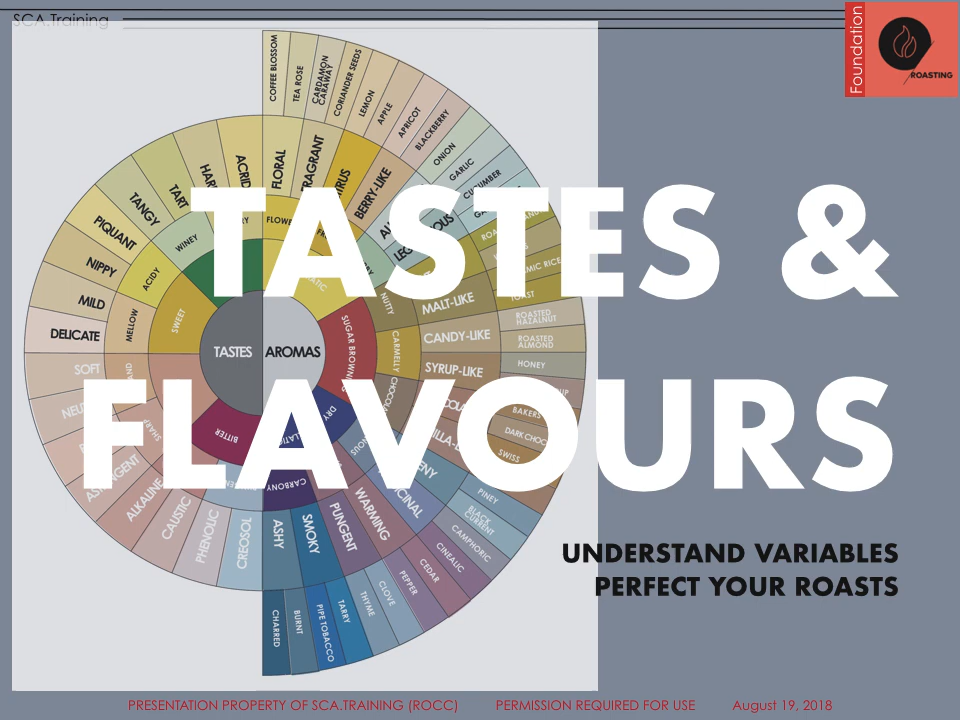 SCA.Training
Foundation
ROASTING
TASTES &
FLAVOURS
UNDERSTAND VARIABLES
PERFECT YOUR ROASTS
TASTES
AROMAS
COFFEE BLOSSOM
TEA ROSE
CARDAMON
CARAWAY
CORIANDER SEEDS
LEMON
APPLE
APRICOT
BLACKBERRY
ONION
GARLIC
CUCUMBER
TOAST
ROASTED
HAZELNUT
ROASTED
ALMOND
HONEY
BAKERS
DARK CHOC
SWISS
PINEY
BLACK
CURRENT
CAMPHORIC
CINEALIC
CEDAR
PEPPER
CLOVE
THYME
TARRY
PIPE TOBACCO
BURNT
CHARRED
ACRID
FLORAL
BERRY-LIKE
MALT-LIKE
CANDY-LIKE
SYRUP-LIKE
WARMING
PUNGENT
SMOKY
ASHY
CREOSOL
PHENOLIC
CAUSTIC
ALKALINE
SOFT
DELICATE
MILD
NIPPY
PIQUANT
TANGY
TART
WINEY
ACIDY
MELLOW
SWEET
BITTER
NUTTY
CARMELLY
SUGAR BROWNING
DRY
CARBONY
PRESENTATION PROPERTY OF SCA.TRAINING (ROCC) PERMISSION REQUIRED FOR USE August 19, 2018